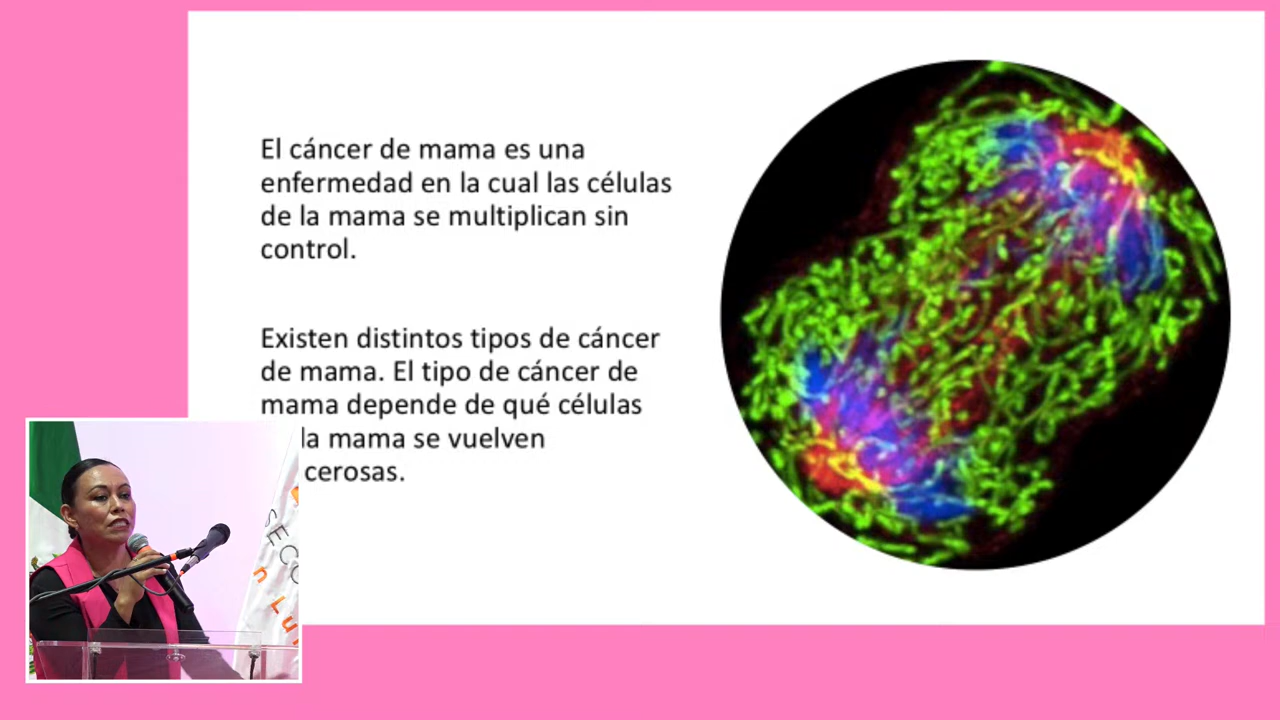 El cáncer de mama es una
enfermedad en la cual las células
de la mama se multiplican sin
control.
Existen distintos tipos de cáncer
de mama. El tipo de cáncer de
mama depende de qué células
la mama se vuelven
cerosas.
SECC
n Lu